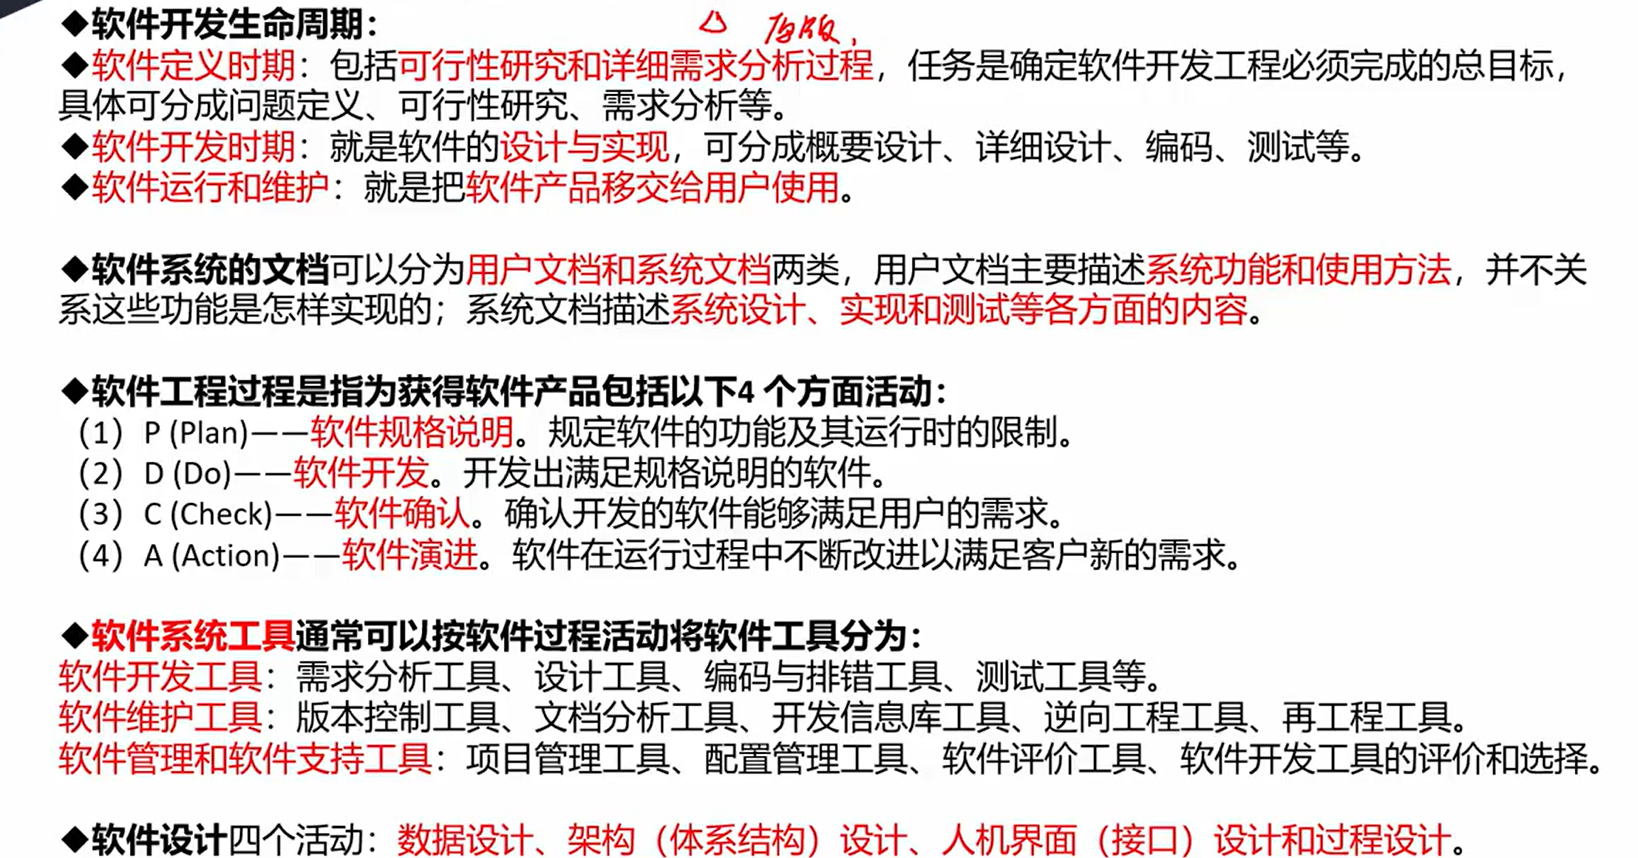 ◆软件开发生命周期：
◆软件定义时期：包括可行性研究和详细需求分析过程，任务是确定软件开发工程必须完成的总目标，
具体可分成问题定义、可行性研究、需求分析等。
◆软件开发时期：就是软件的设计与实现，可分成概要设计、详细设计、编码、测试等。
◆软件运行和维护：就是把软件产品移交给用户使用。
◆软件系统的文档可以分为用户文档和系统文档两类，用户文档主要描述系统功能和使用方法，并不关
系这些功能是怎样实现的；系统文档描述系统设计、实现和测试等各方面的内容。
◆软件工程过程是指为获得软件产品包括以下4 个方面活动：
（1）P (Plan)——软件规格说明。规定软件的功能及其运行时的限制。
（2）D (Do)——软件开发。开发出满足规格说明的软件。
（3）C (Check)——软件确认。确认开发的软件能够满足用户的需求。
（4）A (Action)——软件演进。软件在运行过程中不断改进以满足客户新的需求。
◆软件系统工具通常可以按软件过程活动将软件工具分为：
软件开发工具：需求分析工具、设计工具、编码与排错工具、测试工具等。
软件维护工具：版本控制工具、文档分析工具、开发信息库工具、逆向工程工具、再工程工具。
软件管理和软件支持工具：项目管理工具、配置管理工具、软件评价工具、软件开发工具的评价和选择。
◆软件设计四个活动：数据设计、架构（体系结构）设计、人机界面（接口）设计和过程设计。